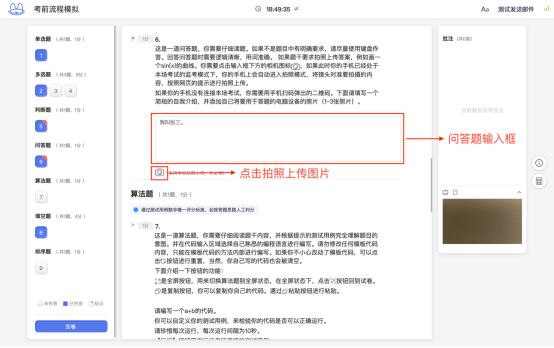 考前流程模拟
18:49:35
Aa 测试发送邮件
单选题 （共1题，1分）
1
多选题 （共3题，3分）
2 3 4
判断题 （共1题，1分）
5
问答题 （共1题，1分）
6
算法题 （共1题，1分）
7
填空题 （共1题，4分）
8
排序题 （共1题，1分）
9
未作答 已作答 标记
交卷
1分 6.
这是一道问答题，你需要仔细读题。如果不是题目中有明确要求，请尽量使用键盘作
答。回答问答题时需要逻辑清晰，用词准确。如果题干要求拍照上传答案，例如画一
个sin(x)的曲线。你需要点击输入框下方的相机图标，如果此时你的手机已经处于
本场考试的监考模式下，你的手机上会自动进入拍照模式，将镜头对准要拍摄的内
容，按照网页的提示进行拍照上传。
如果你的手机没有连接本场考试，你需要用手机扫码弹出的二维码。下面请填写一个
简短的自我介绍，并添加自己将要用于答题的电脑设备的照片（1-3张照片）。
我叫张三。
问答题输入框
点击拍照上传图片
算法题 （共1题，1分）
通过测试用例数学唯一评分标准，会按答题思路人工判分
1分 7.
这是一道算法题，你需要仔细阅读题干内容，并根据提示的测试用例完全理解题目的
意图。并在代码输入区域选择自己熟悉的编程语言进行编写。请勿修改任何模板代码
内容，只能在模板代码的方法内部进行编写。如果你不小心改动了模板代码，可以点
击按钮进行重置，当然，你自己写的代码也会被清空。
下面介绍一下按钮的功能：
是全屏按钮，用来切换算法题到全屏状态，在全屏状态下，点击按钮回到试卷。
是复制按钮，你可以复制你自己的代码。通过粘贴按钮进行粘贴。
请编写一个a+b的代码。
你可以自定义你的测试用例，来检验你的代码是否可以正确运行。
请珍惜每次运行，每次运行间隔为10秒。
批注